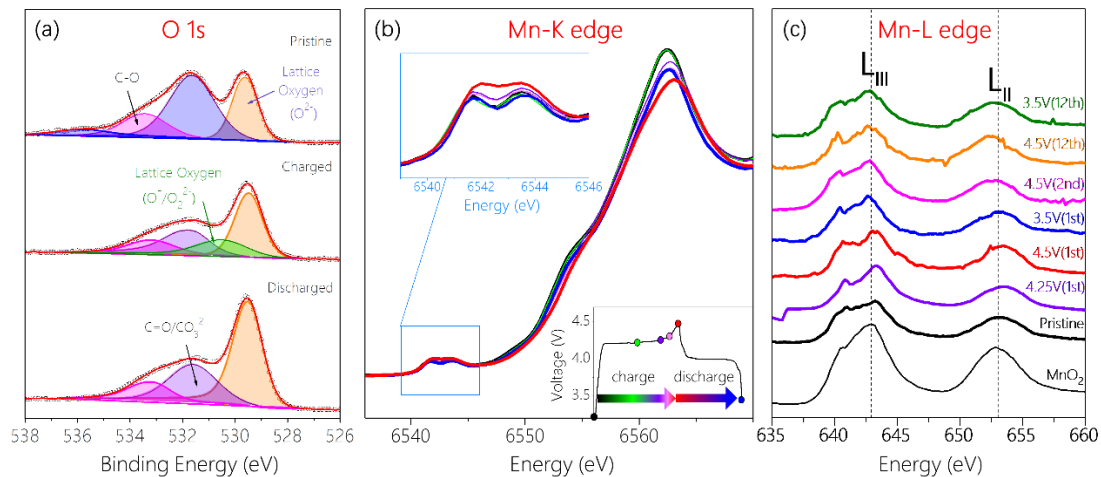 (a)
O 1s
Pristine
C-O
Lattice
Oxygen
(O²⁻)
Charged
Lattice Oxygen
(O⁻/O₂²⁻)
Discharged
C=O/CO₃²
538 536 534 532 530 528 526
Binding Energy (eV)
(b)
Mn-K edge
6540 6542 6544 6546
Energy (eV)
4.5
4.0
3.5
Voltage (V)
charge
discharge
6540 6550 6560
Energy (eV)
(c)
Mn-L edge
LIII
LII
3.5V(12th)
4.5V(12th)
4.5V(2nd)
3.5V(1st)
4.5V(1st)
4.25V(1st)
Pristine
MnO₂
635 640 645 650 655 660
Energy (eV)